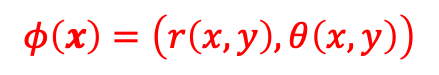 𝜙(𝒙) = (𝑟(𝑥, 𝑦), 𝜃(𝑥, 𝑦))